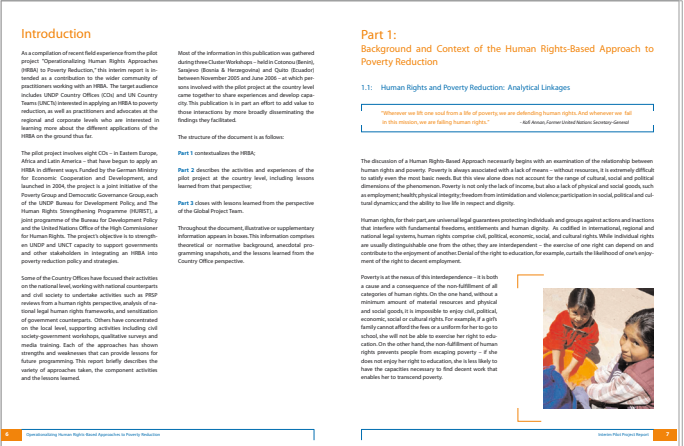 Introduction
As a compilation of recent field experience from the pilot
project "Operationalizing Human Rights Approaches
(HRBA) to Poverty Reduction," this interim report is in-
tended as a contribution to the wider community of
practitioners working with an HRBA. The target audience
includes UNDP Country Offices (COs) and UN Country
Teams (UNCTs) interested in applying an HRBA to poverty
reduction, as well as practitioners and advocates at the
regional and corporate levels who are interested in
learning more about the different applications of the
HRBA on the ground thus far.
The pilot project involves eight COs – in Eastern Europe,
Africa and Latin America – that have begun to apply an
HRBA in different ways. Funded by the German Ministry
for Economic Cooperation and Development, and
launched in 2004, the project is a joint initiative of the
Poverty Group and Democratic Governance Group, each
of the UNDP Bureau for Development Policy, and The
Human Rights Strengthening Programme (HURIST), a
joint programme of the Bureau for Development Policy
and the United Nations Office of the High Commissioner
for Human Rights. The project's objective is to strength-
en UNDP and UNCT capacity to support governments
and other stakeholders in integrating an HRBA into
poverty reduction policy and strategies.
Some of the Country Offices have focused their activities
on the national level, working with national counterparts
and civil society to undertake activities such as PRSP
reviews from a human rights perspective, analysis of na-
tional legal human rights frameworks, and sensitization
of government counterparts. Others have concentrated
on the local level, supporting activities including civil
society-government workshops, qualitative surveys and
media training. Each of the approaches has shown
strengths and weaknesses that can provide lessons for
future programming. This report briefly describes the
variety of approaches taken, the component activities
and the lessons learned.
Most of the information in this publication was gathered
during three Cluster Workshops – held in Cotonou (Benin),
Sarajevo (Bosnia & Herzegovina) and Quito (Ecuador)
between November 2005 and June 2006 – at which per-
sons involved with the pilot project at the country level
came together to share experiences and develop capa-
city. This publication is in part an effort to add value to
those interactions by more broadly disseminating the
findings they facilitated.
The structure of the document is as follows:
Part 1 contextualizes the HRBA;
Part 2 describes the activities and experiences of the
pilot project at the country level, including lessons
learned from that perspective;
Part 3 closes with lessons learned from the perspective
of the Global Project Team.
Throughout the document, illustrative or supplementary
information appears in boxes. This information comprises
theoretical or normative background, anecdotal pro-
gramming snapshots, and the lessons learned from the
Country Office perspective.
6 Operationalizing Human Rights Based Approaches to Poverty Reduction
Part 1:
Background and Context of the Human Rights-Based Approach to
Poverty Reduction
1.1: Human Rights and Poverty Reduction: Analytical Linkages
"Whenever we lift one soul from a life of poverty, we are defending human rights. And whenever we fail
in this mission, we are failing human rights."
- Kofi Annan, Former United Nations Secretary-General
The discussion of a Human Rights-Based Approach necessarily begins with an examination of the relationship between
human rights and poverty. Poverty is always associated with a lack of means – without resources, it is extremely difficult
to satisfy even the most basic needs. But this view alone does not account for the range of cultural, social and political
dimensions of the phenomenon. Poverty is not only the lack of income, but also a lack of physical and social goods, such
as employment; health; physical integrity; freedom from intimidation and violence; participation in social, political and cul-
tural dynamics; and the ability to live life in respect and dignity.
Human rights, for their part, are universal legal guarantees protecting individuals and groups against actions and inactions
that interfere with fundamental freedoms, entitlements and human dignity. As codified in international, regional and
national legal systems, human rights comprise civil, political, economic, social, and cultural rights. While individual rights
are usually distinguishable one from the other, they are interdependent – the exercise of one right can depend on and
contribute to the enjoyment of another. Denial of the right to education, for example, curtails the likelihood of one's enjoy-
ment of the right to decent employment.
Poverty is at the nexus of this interdependence – it is both
a cause and a consequence of the non-fulfillment of all
categories of human rights. On the one hand, without a
minimum amount of material resources and physical
and social goods, it is impossible to enjoy civil, political,
economic, social or cultural rights. For example, if a girl's
family cannot afford the fees or a uniform for her to go to
school, she will not be able to exercise her right to edu-
cation. On the other hand, the non-fulfillment of human
rights prevents people from escaping poverty – if she
does not enjoy her right to education, she is less likely to
have the capacities necessary to find decent work that
enables her to transcend poverty.
Interim Pilot Project Report 7